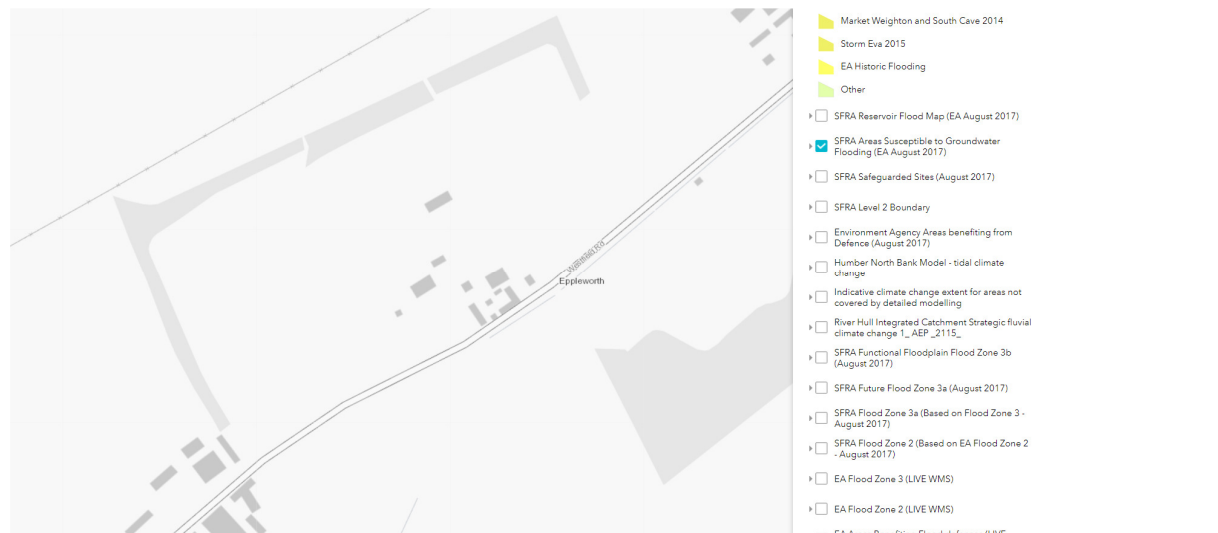 Market Weighton and South Cave 2014
Storm Eva 2015
EA Historic Flooding
Other
SFRA Reservoir Flood Map (EA August 2017)
SFRA Areas Susceptible to Groundwater
Flooding (EA August 2017)
SFRA Safeguarded Sites (August 2017)
SFRA Level 2 Boundary
Environment Agency Areas benefiting from
Defence (August 2017)
Humber North Bank Model - tidal climate
change
Indicative climate change extent for areas not
covered by detailed modelling
River Hull Integrated Catchment Strategic fluvial
climate change 1_ AEP _2115_
SFRA Functional Floodplain Flood Zone 3b
(August 2017)
SFRA Future Flood Zone 3a (August 2017)
SFRA Flood Zone 3a (Based on Flood Zone 3 -
August 2017)
SFRA Flood Zone 2 (Based on EA Flood Zone 2
- August 2017)
EA Flood Zone 3 (LIVE WMS)
EA Flood Zone 2 (LIVE WMS)
Eppleworth